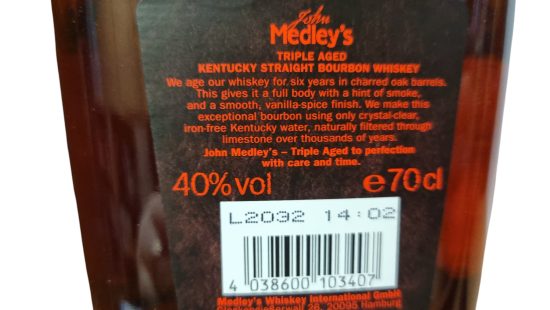 John
Medley's
TRIPLE AGED
KENTUCKY STRAIGHT BOURBON WHISKEY
We age our whiskey for six years in charred oak barrels.
This gives it a full body with a hint of smoke,
and a smooth, vanilla-spice finish. We make this
exceptional bourbon using only crystal-clear,
iron-free Kentucky water, naturally filtered through
limestone over thousands of years.
John Medley's – Triple Aged to perfection
with care and time.
40% vol e 70cl
L2032 14:02
4 038600 103407
Medley's Whiskey International GmbH
26, 20095 Hamburg